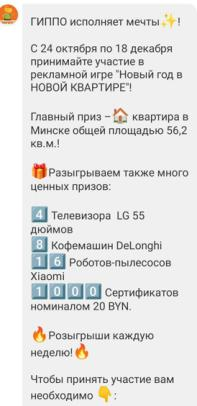 ГИППО исполняет мечты✨!
С 24 октября по 18 декабря
принимайте участие в
рекламной игре "Новый год в
НОВОЙ КВАРТИРЕ"!
Главный приз –🏠 квартира в
Минске общей площадью 56,2
кв.м.!
🎁Разыгрываем также много
ценных призов:
4️⃣ Телевизора LG 55
дюймов
8️⃣ Кофемашин DeLonghi
1️⃣6️⃣ Роботов-пылесосов
Xiaomi
1️⃣0️⃣0️⃣0️⃣ Сертификатов
номиналом 20 BYN.
🔥Розыгрыши каждую
неделю!🔥
Чтобы принять участие вам
необходимо 👇: